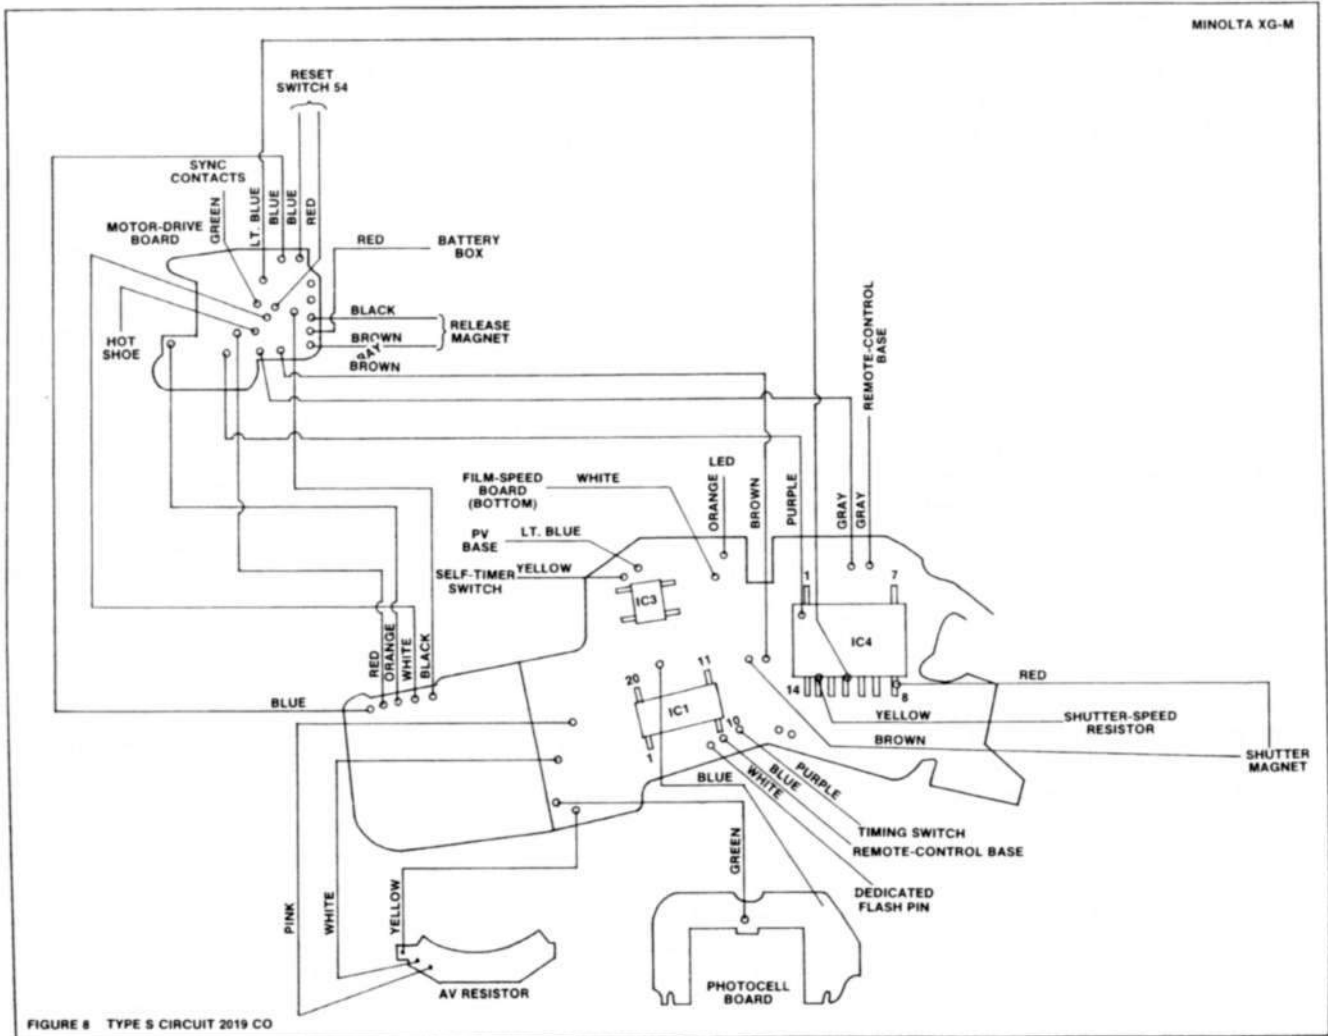 MINOLTA XG-M
RESET
SWITCH 54
SYNC
CONTACTS
GREEN
LT. BLUE
BLUE
BLUE
RED
MOTOR-DRIVE
BOARD
RED
BATTERY
BOX
BLACK
RELEASE
MAGNET
BROWN
GRAY
BROWN
HOT
SHOE
REMOTE-CONTROL
BASE
LED
FILM-SPEED
BOARD
(BOTTOM)
WHITE
ORANGE
BROWN
PURPLE
GRAY
GRAY
PV
BASE
LT. BLUE
SELF-TIMER
SWITCH
YELLOW
IC3
1
7
IC4
14
8
RED
ORANGE
WHITE
BLACK
BLUE
20
11
IC1
1
10
RED
YELLOW
SHUTTER-SPEED
RESISTOR
BROWN
SHUTTER
MAGNET
BLUE
WHITE
BLUE
PURPLE
TIMING SWITCH
REMOTE-CONTROL BASE
DEDICATED
FLASH PIN
GREEN
PINK
WHITE
YELLOW
AV RESISTOR
PHOTOCELL
BOARD
FIGURE 8 TYPE S CIRCUIT 2019 CO